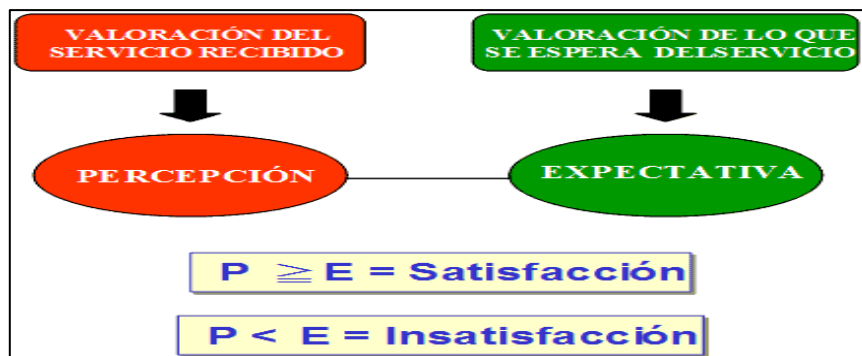 VALORACIÓN DEL
SERVICIO RECIBIDO
VALORACIÓN DE LO QUE
SE ESPERA DELSERVICIO
PERCEPCIÓN
EXPECTATIVA
P ≧ E = Satisfacción
P < E = Insatisfacción